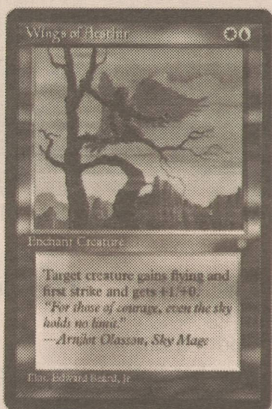 Wings of Aesthir
Enchant Creature
Target creature gains flying and
first strike and gets +1/+0.
"For those of courage, even the sky
holds no limit."
—Arnjlot Olasson, Sky Mage
Illus. Edward Beard, Jr